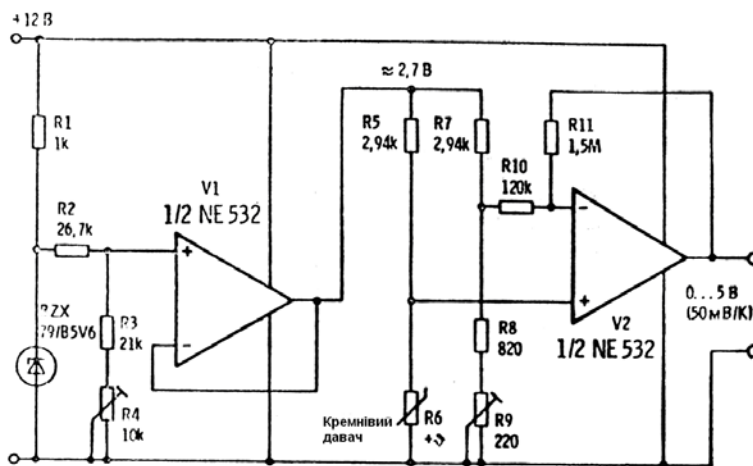 +12 В
≈ 2,7 В
R1
1k
R5
2,94k
R7
2,94k
R11
1,5M
R10
120k
V1
1/2 NE 532
R2
26,7k
+
−
−
+
0...5 В
(50мВ/К)
V2
1/2 NE 532
R3
21k
R8
820
R4
10k
Кремнівий
давач
R6
R9
220